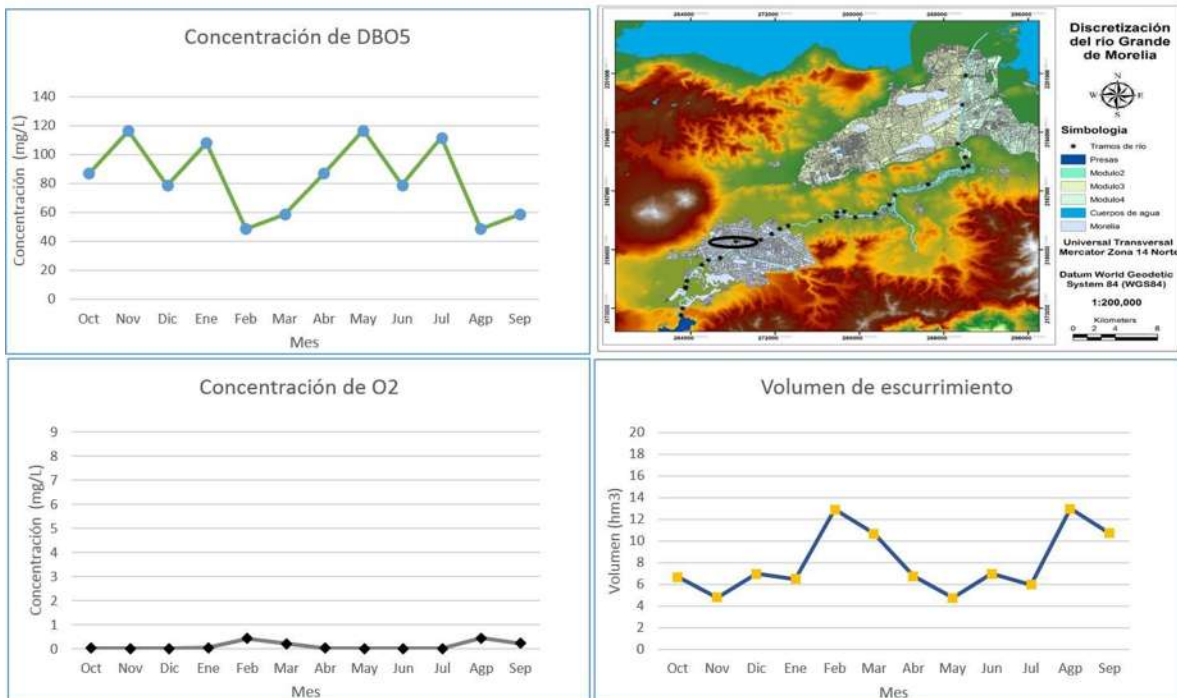 Concentración de DBO5
Concentración (mg/L)
140
120
100
80
60
40
20
0
Oct Nov Dic Ene Feb Mar Abr May Jun Jul Agp Sep
Mes
264000 272000 280000 288000 296000
Discretización
del río Grande
de Morelia
N
W E
S
Simbologia
Tramos de río
Presas
Modulo2
Modulo3
Modulo4
Cuerpos de agua
Morelia
Universal Transversal
Mercator Zona 14 Norte
Datum World Geodetic
System 84 (WGS84)
1:200,000
Kilometers
0 2 4 8
Concentración de O2
Concentración (mg/L)
9
8
7
6
5
4
3
2
1
0
Oct Nov Dic Ene Feb Mar Abr May Jun Jul Agp Sep
Mes
Volumen de escurrimiento
Volumen (hm3)
20
18
16
14
12
10
8
6
4
2
0
Oct Nov Dic Ene Feb Mar Abr May Jun Jul Agp Sep
Mes